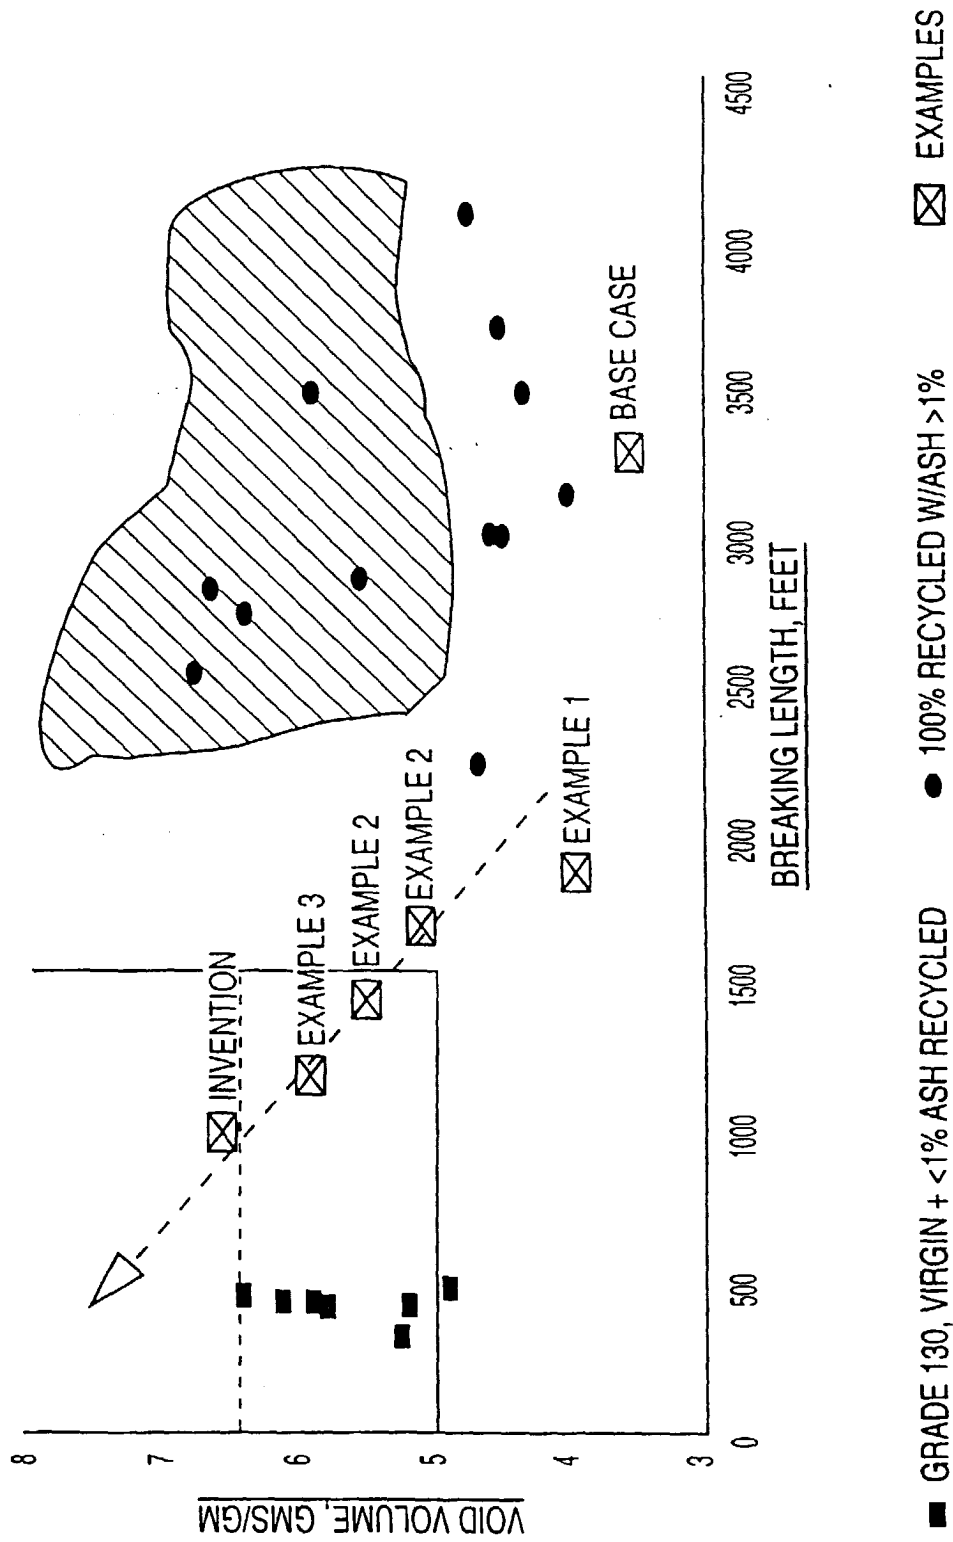 8
7
6
5
4
3
VOID VOLUME, GMS/GM
INVENTION
EXAMPLE 3
EXAMPLE 2
EXAMPLE 2
EXAMPLE 1
BASE CASE
0
500
1000
1500
2000
2500
3000
3500
4000
4500
BREAKING LENGTH, FEET
GRADE 130, VIRGIN + <1% ASH RECYCLED
100% RECYCLED W/ASH >1%
EXAMPLES